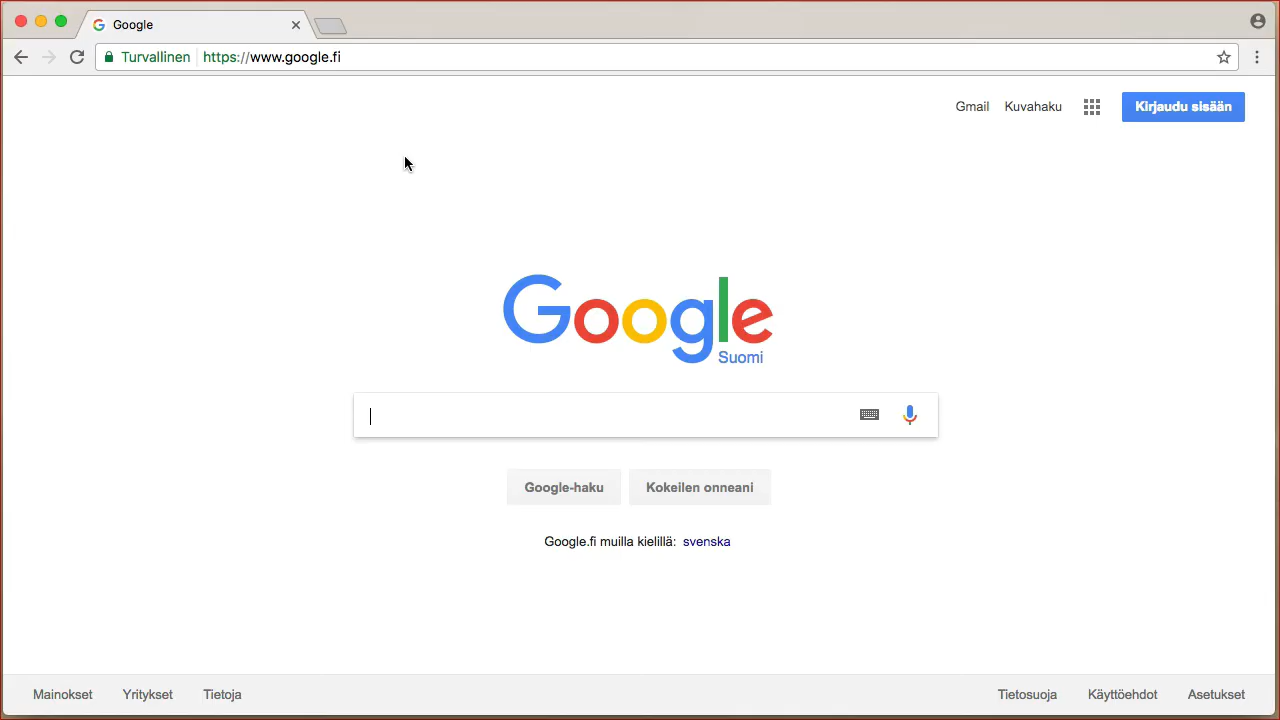 Google
Turvallinen https://www.google.fi
Gmail Kuvahaku Kirjaudu sisään
Google
Suomi
Google-haku Kokeilen onneani
Google.fi muilla kielillä: svenska
Mainokset Yritykset Tietoja Tietosuoja Käyttöehdot Asetukset